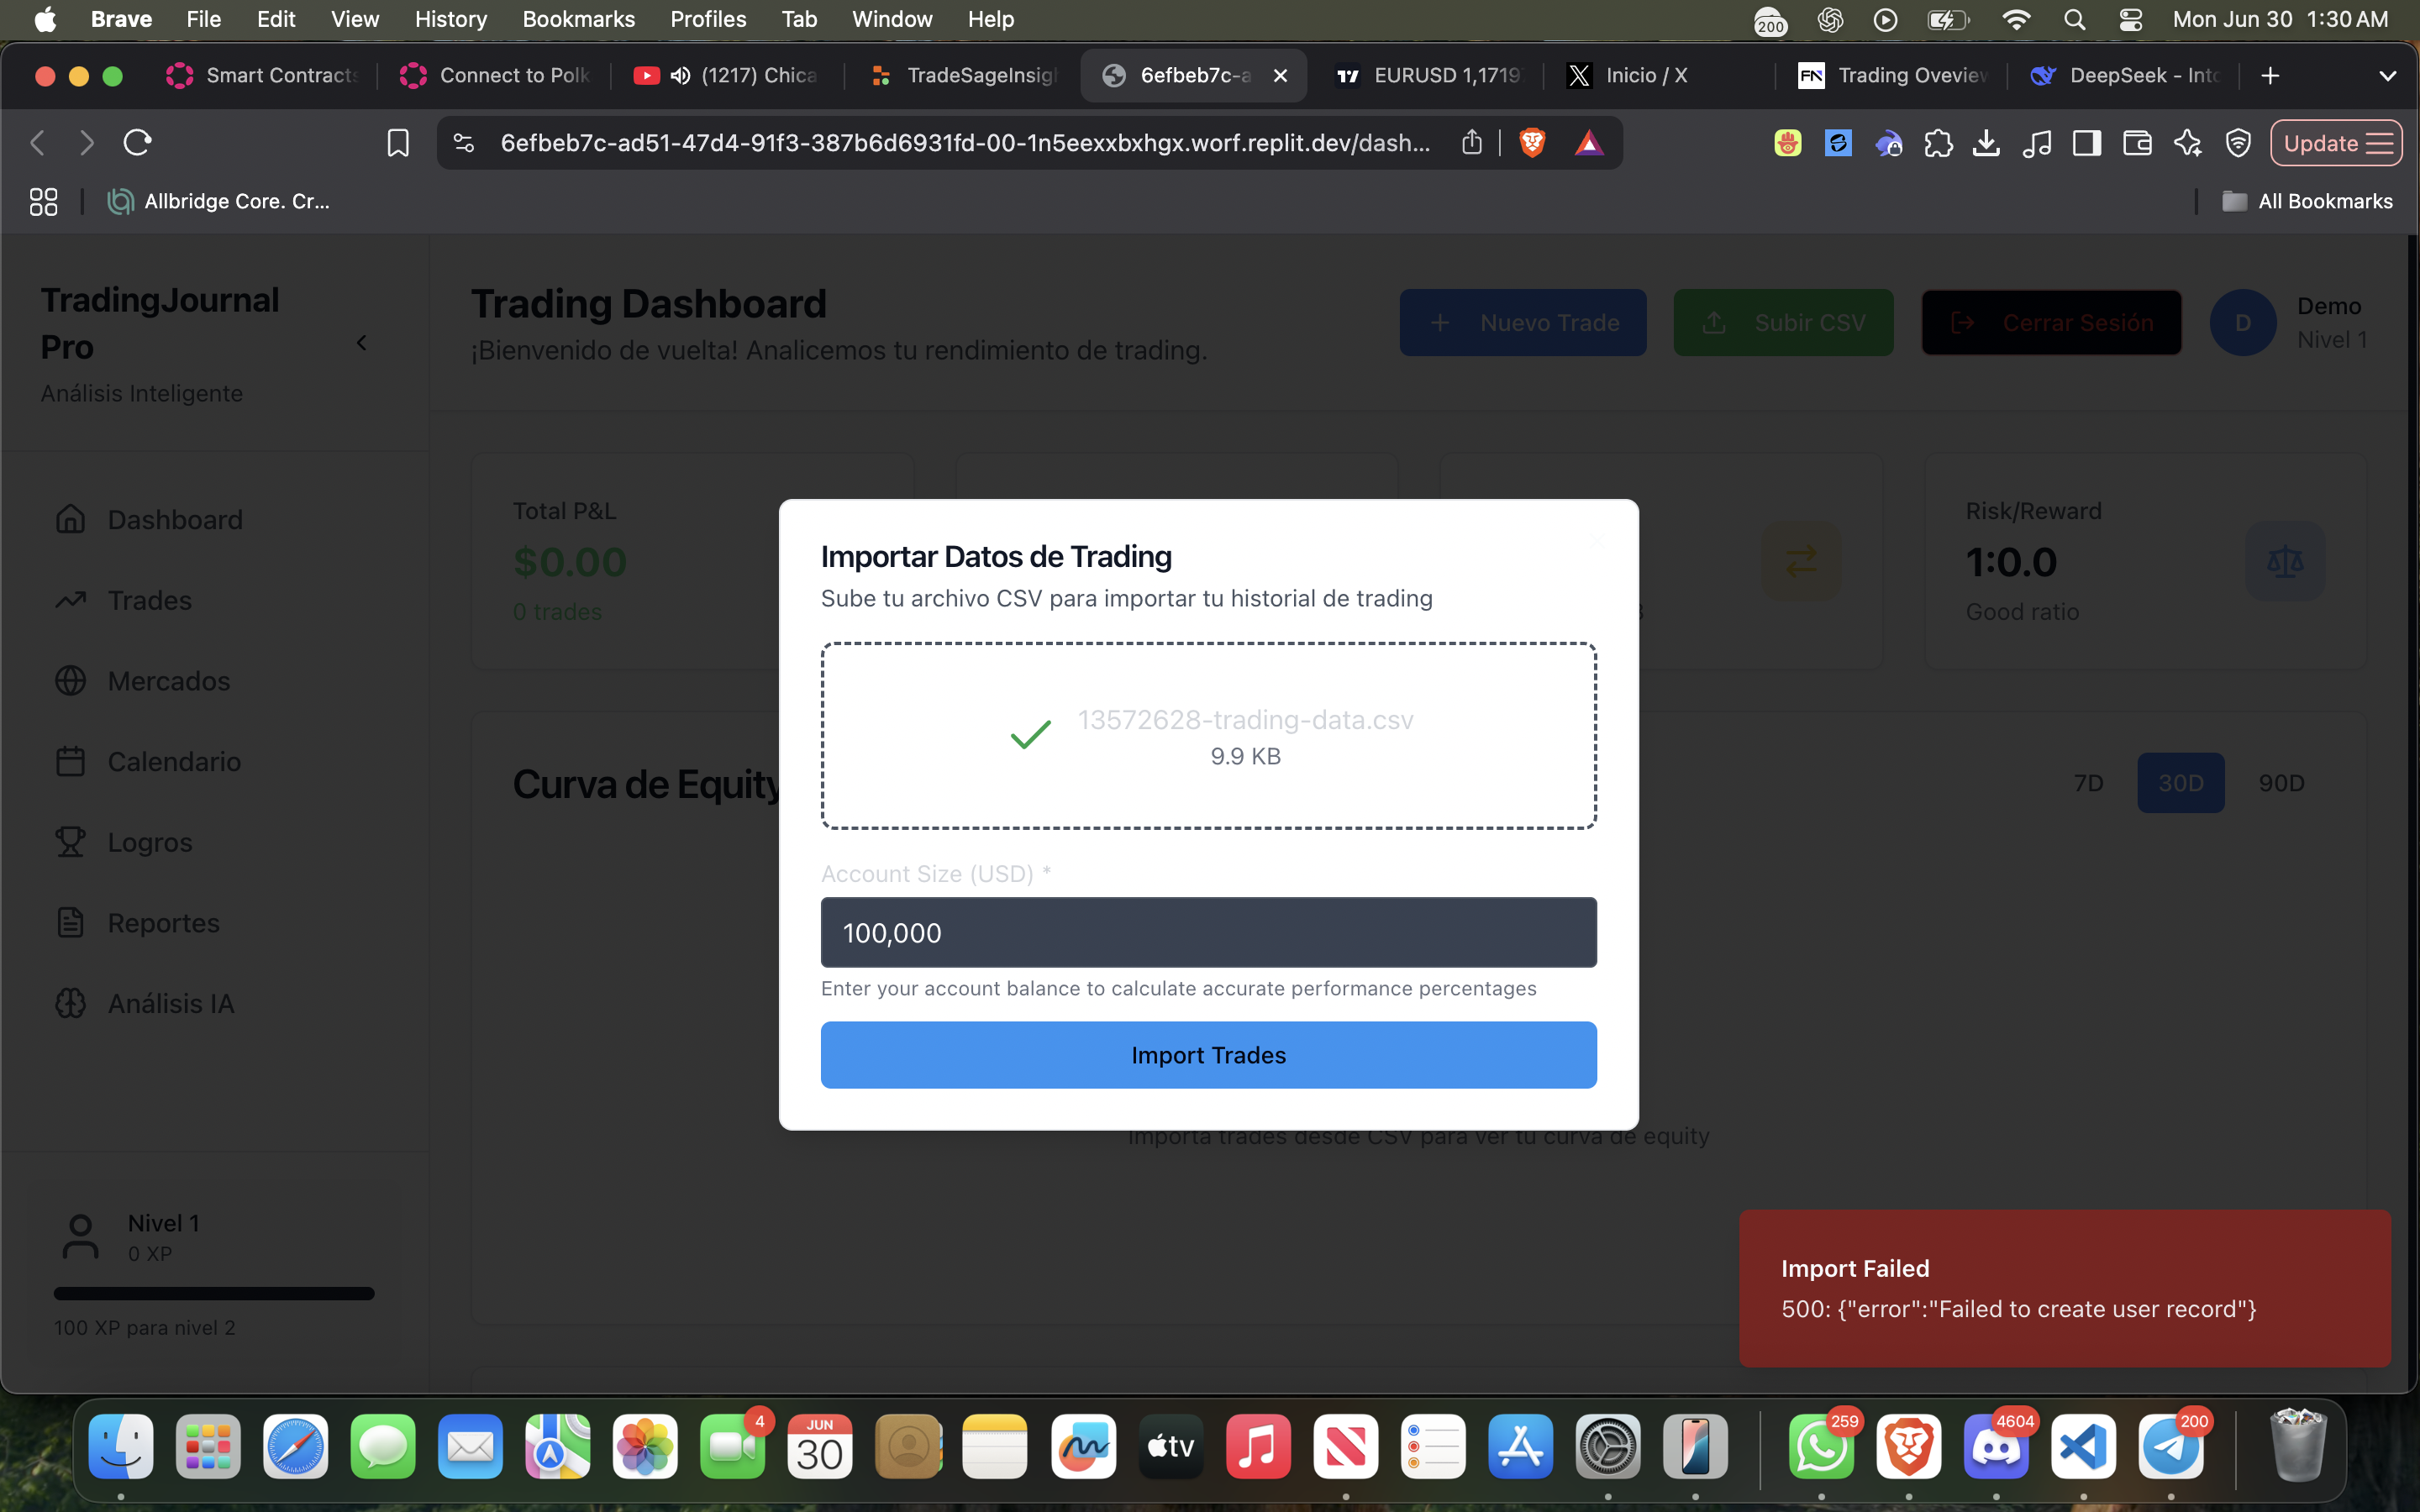 Brave File Edit View History Bookmarks Profiles Tab Window Help
200
Mon Jun 30 1:30 AM
Smart Contracts
Connect to Polk
(1217) Chica
TradeSageInsigh
6efbeb7c-a
EURUSD 1,1719
Inicio / X
FN Trading Oveview
DeepSeek - Into
6efbeb7c-ad51-47d4-91f3-387b6d6931fd-00-1n5eexxbxhgx.worf.replit.dev/dash...
Update
Allbridge Core. Cr...
All Bookmarks
TradingJournal
Pro
Análisis Inteligente
Dashboard
Trades
Mercados
Calendario
Logros
Reportes
Análisis IA
Nivel 1
0 XP
100 XP para nivel 2
Trading Dashboard
¡Bienvenido de vuelta! Analicemos tu rendimiento de trading.
Nuevo Trade
Subir CSV
Cerrar Sesión
D
Demo
Nivel 1
Total P&L
$0.00
0 trades
Risk/Reward
1:0.0
Good ratio
Curva de Equity
7D
30D
90D
Importar Datos de Trading
Sube tu archivo CSV para importar tu historial de trading
13572628-trading-data.csv
9.9 KB
Account Size (USD) *
100,000
Enter your account balance to calculate accurate performance percentages
Import Trades
Importa trades desde CSV para ver tu curva de equity
Import Failed
500: {"error":"Failed to create user record"}
4
JUN
30
tv
259
4604
200